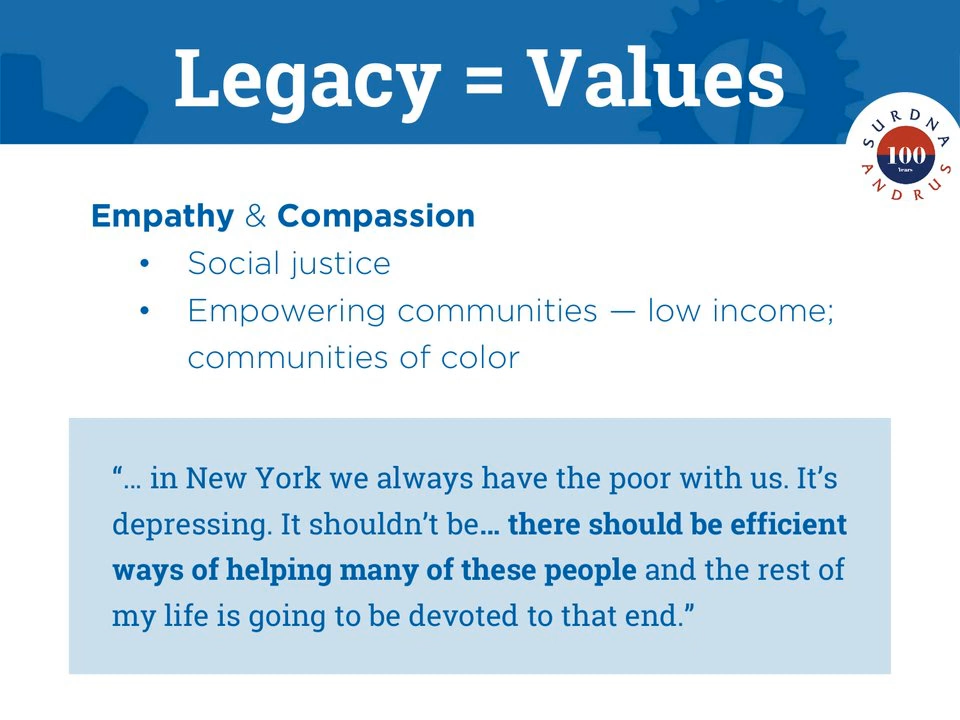 Legacy = Values
SURDNA
100
Years
ANDRUS
Empathy & Compassion
• Social justice
• Empowering communities — low income;
communities of color
“… in New York we always have the poor with us. It’s
depressing. It shouldn’t be… there should be efficient
ways of helping many of these people and the rest of
my life is going to be devoted to that end.”